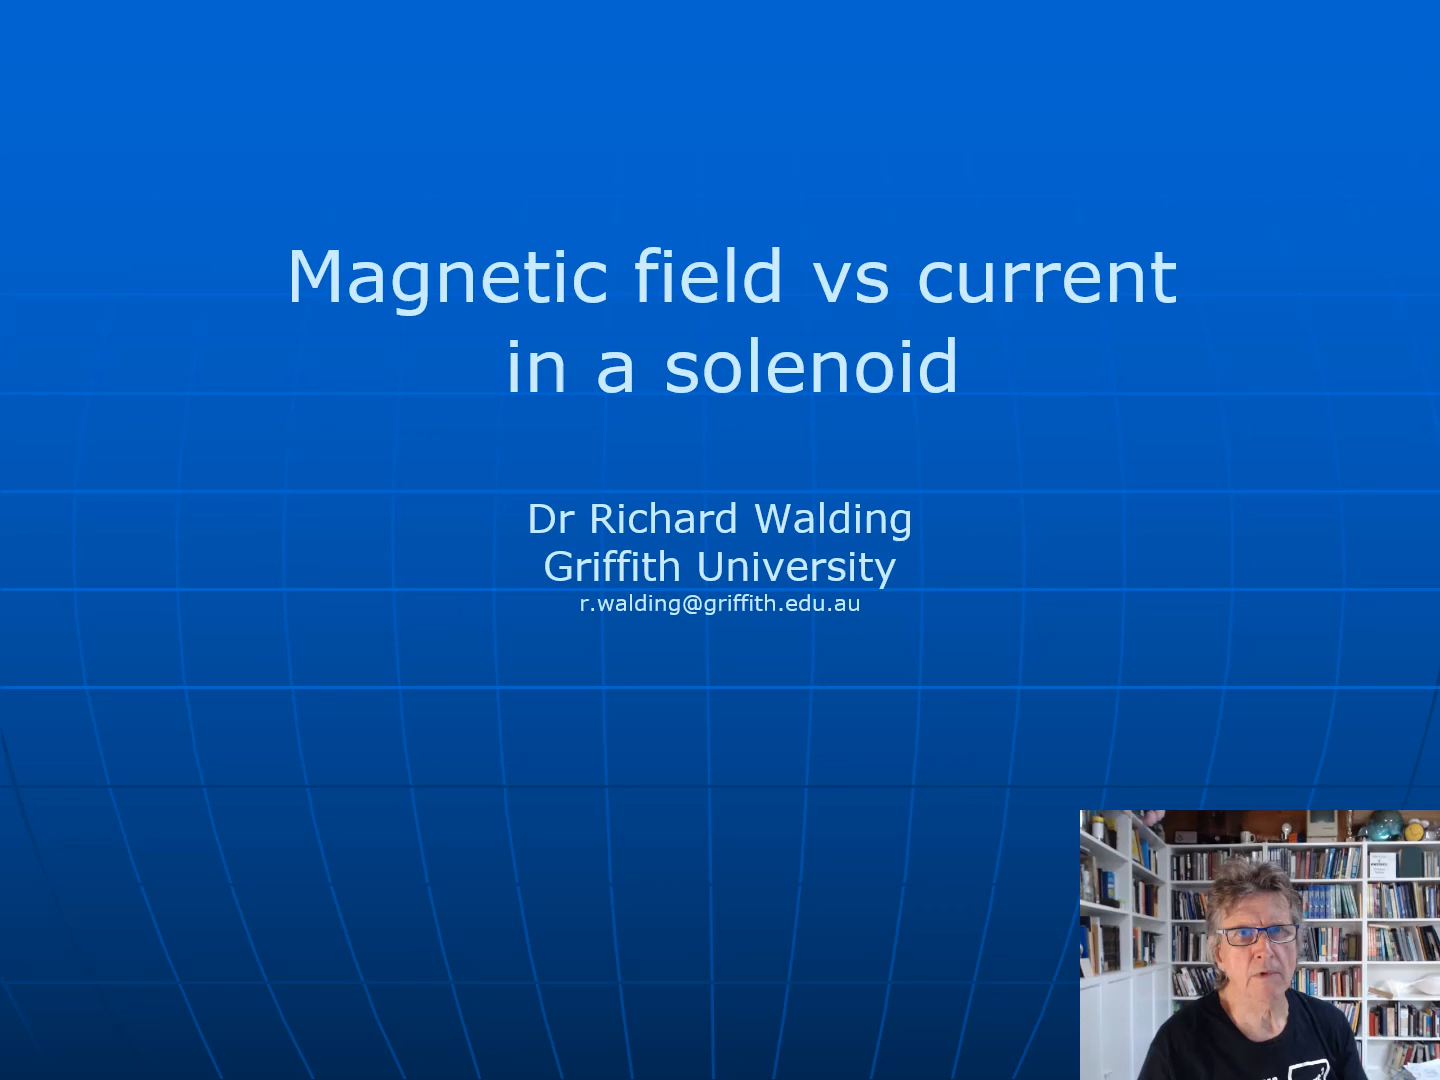 Magnetic field vs current
in a solenoid
Dr Richard Walding
Griffith University
r.walding@griffith.edu.au